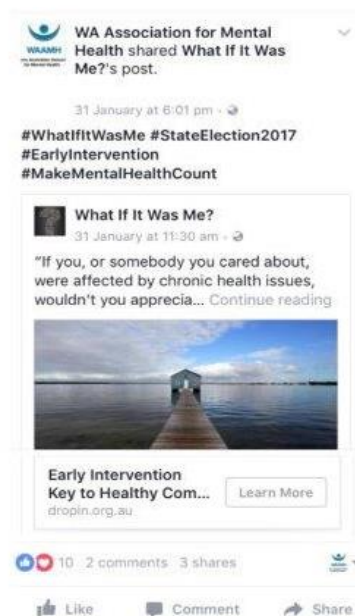 WA Association for Mental
Health shared What If It Was
Me?'s post.
WAAMH
31 January at 6:01 pm
#WhatIfItWasMe #StateElection2017
#EarlyIntervention
#MakeMentalHealthCount
What If It Was Me?
31 January at 11:30 am
"If you, or somebody you cared about,
were affected by chronic health issues,
wouldn't you apprecia... Continue reading
Early Intervention
Key to Healthy Com...
Learn More
dropin.org.au
10 2 comments 3 shares
Like Comment Share